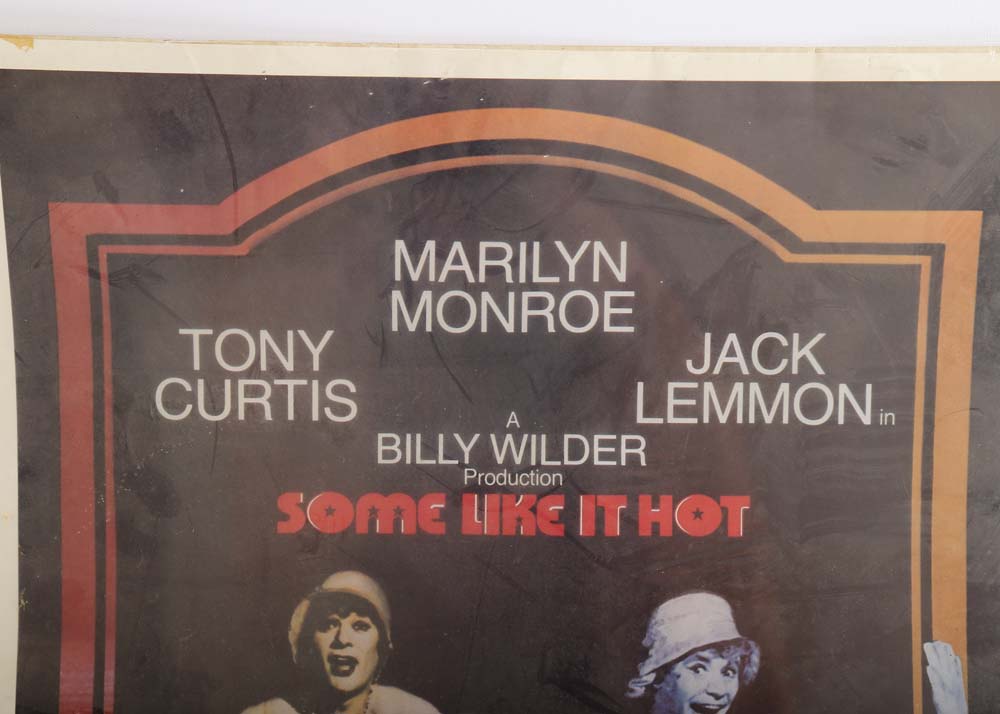 MARILYN
MONROE
TONY
CURTIS
JACK
LEMMON in
A
BILLY WILDER
Production
SOME LIKE IT HOT